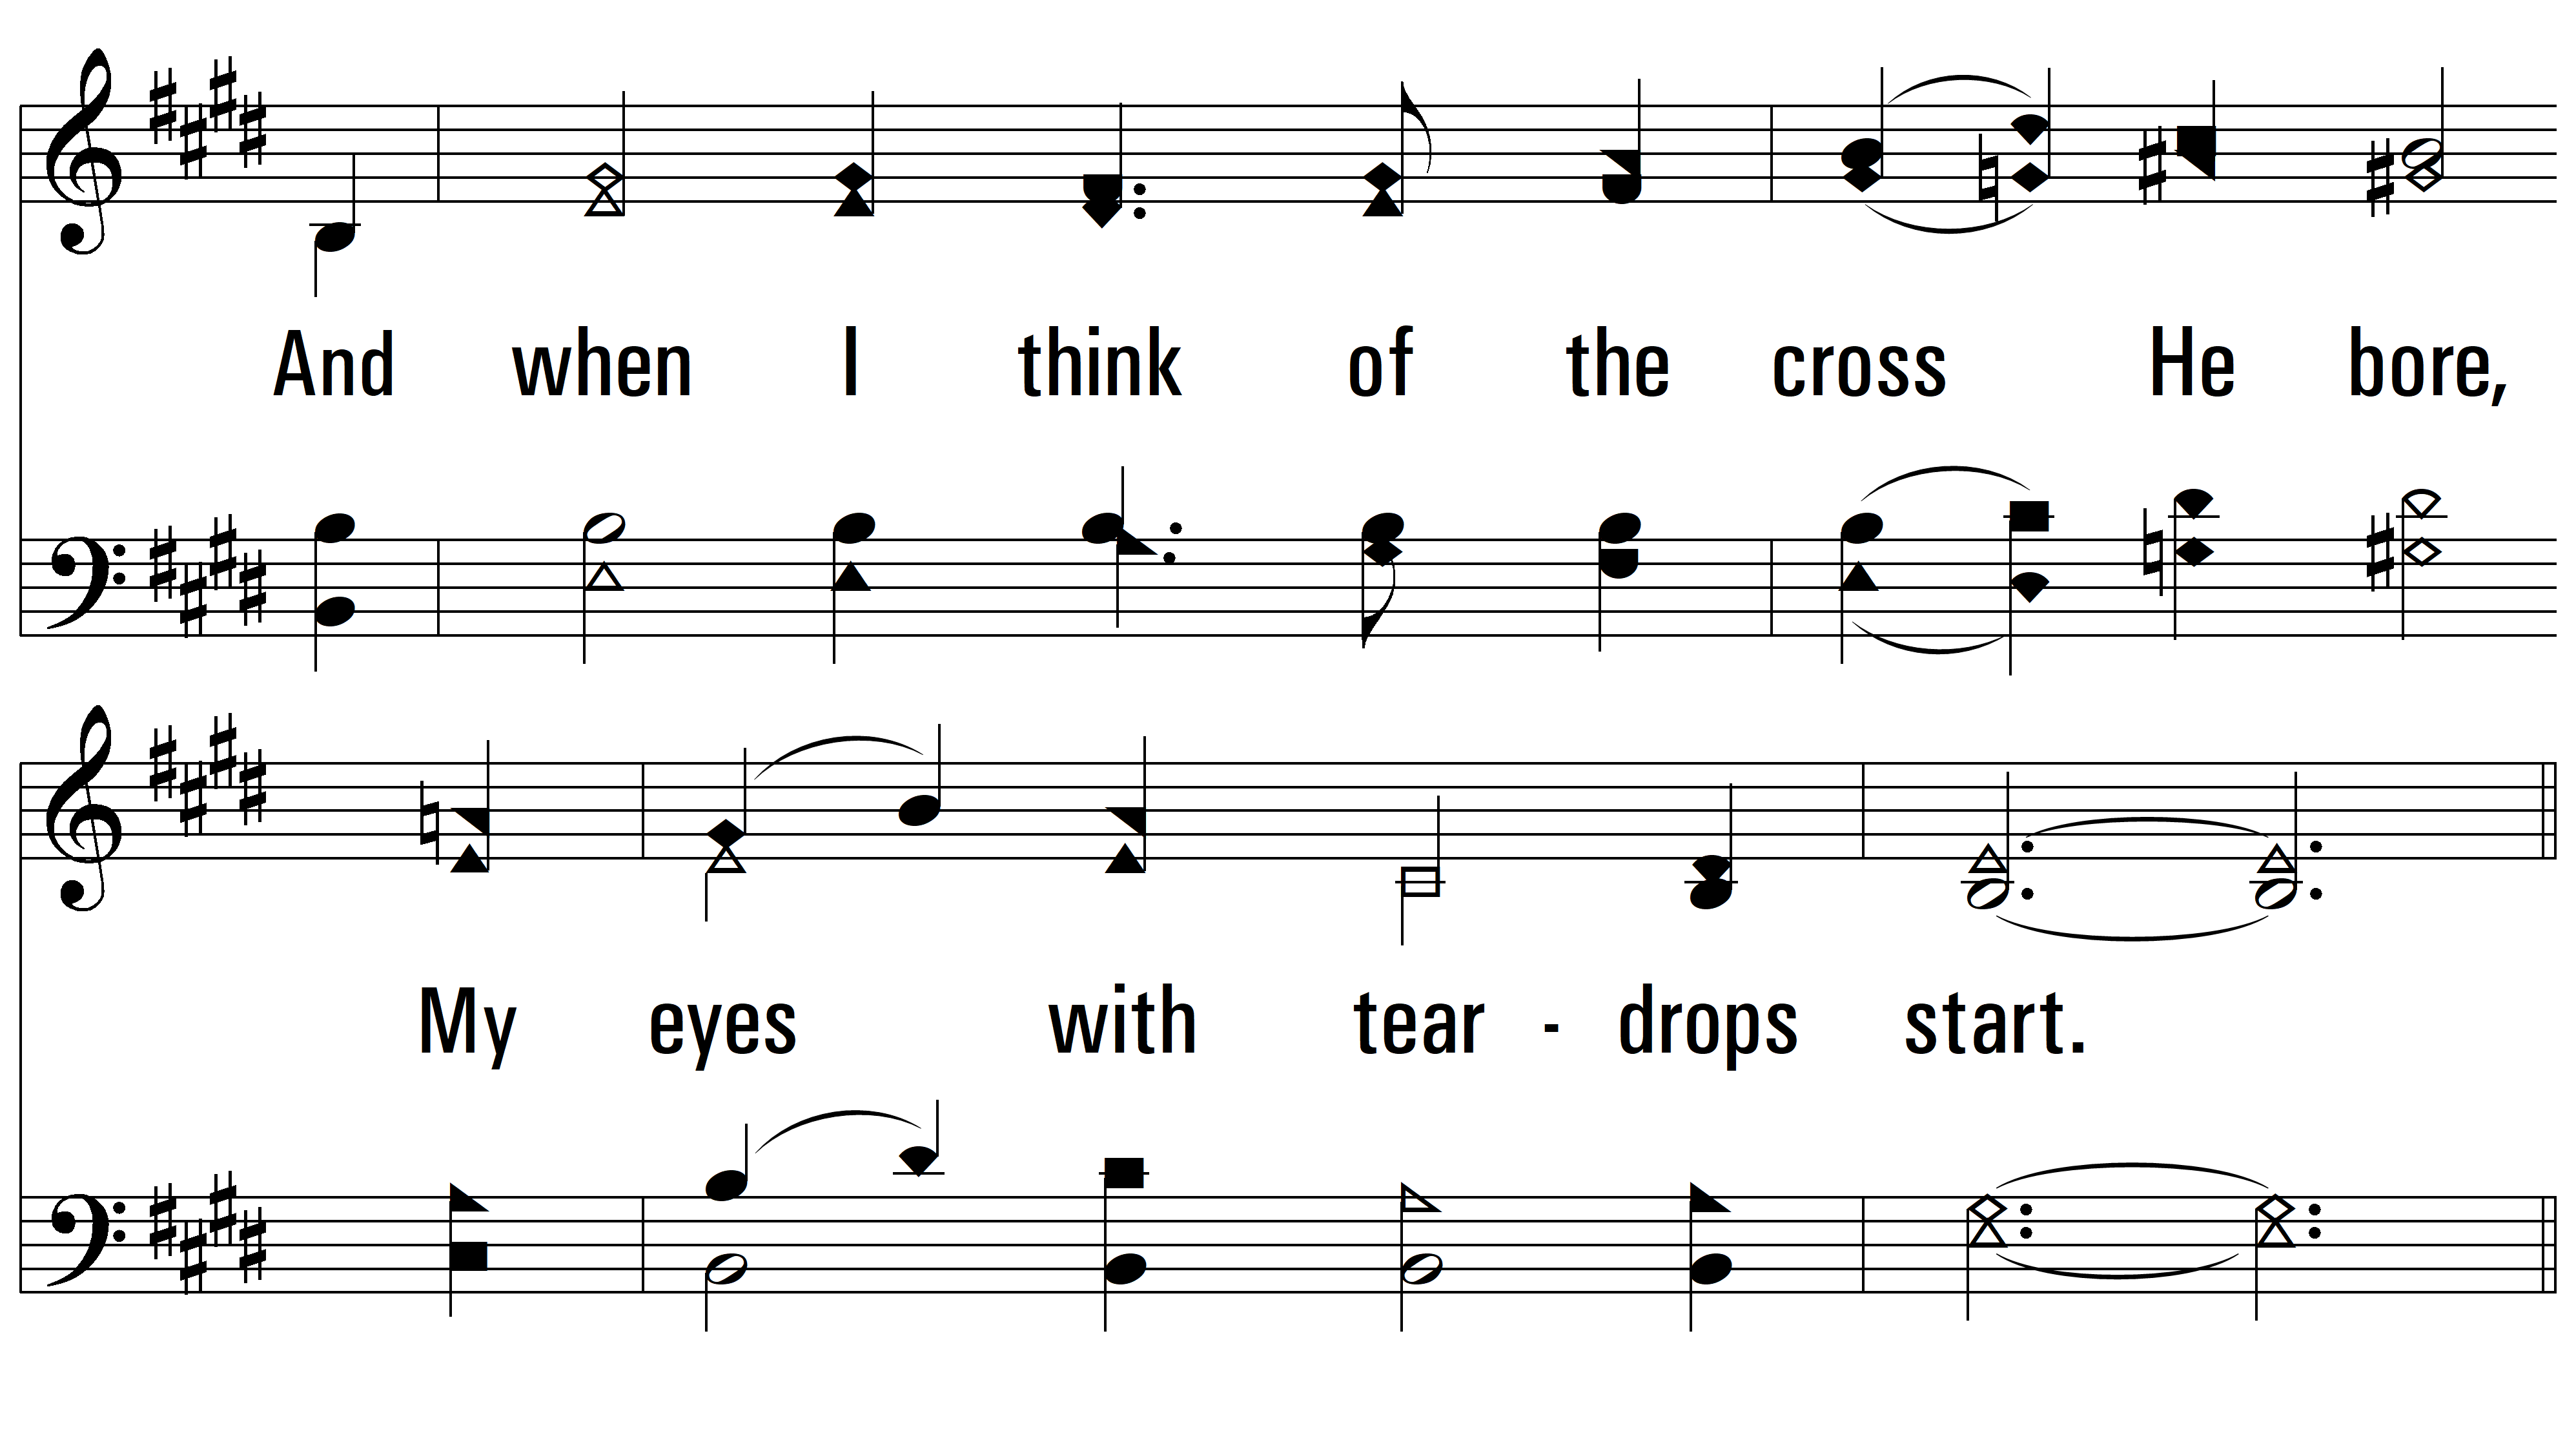 And when I think of the cross He bore,
My eyes with tear - drops start.